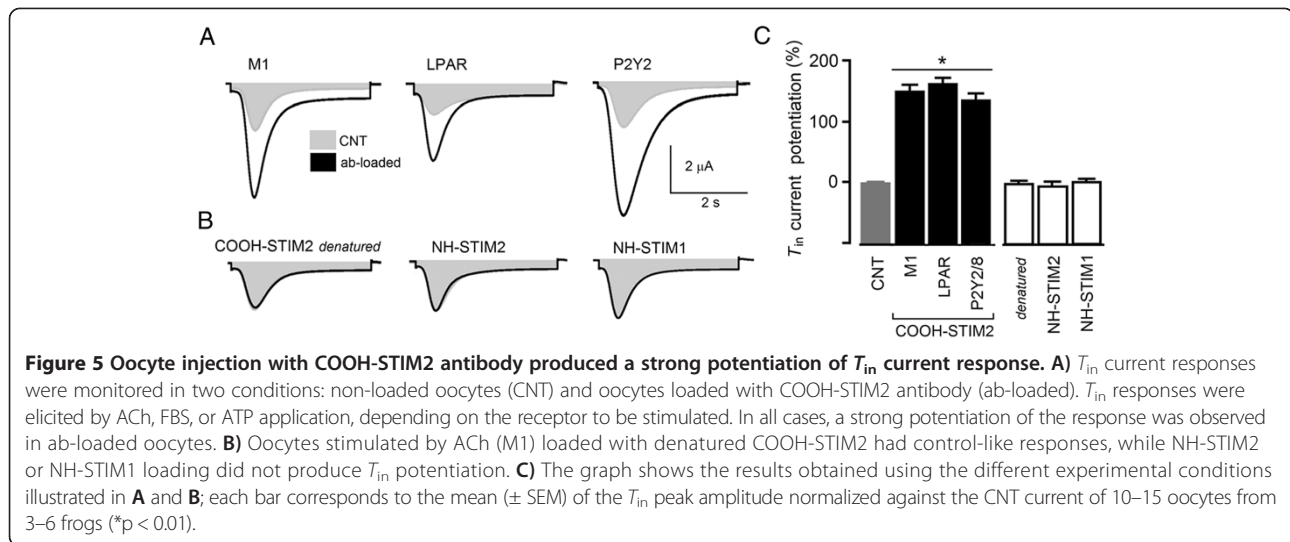 A
M1
LPAR
P2Y2
CNT
ab-loaded
2 μA
2 s
B
COOH-STIM2 denatured
NH-STIM2
NH-STIM1
C
T_in current potentiation (%)
200
100
0
*
CNT
M1
LPAR
P2Y2/8
COOH-STIM2
denatured
NH-STIM2
NH-STIM1
Figure 5 Oocyte injection with COOH-STIM2 antibody produced a strong potentiation of T_in current response. A) T_in current responses
were monitored in two conditions: non-loaded oocytes (CNT) and oocytes loaded with COOH-STIM2 antibody (ab-loaded). T_in responses were
elicited by ACh, FBS, or ATP application, depending on the receptor to be stimulated. In all cases, a strong potentiation of the response was observed
in ab-loaded oocytes. B) Oocytes stimulated by ACh (M1) loaded with denatured COOH-STIM2 had control-like responses, while NH-STIM2
or NH-STIM1 loading did not produce T_in potentiation. C) The graph shows the results obtained using the different experimental conditions
illustrated in A and B; each bar corresponds to the mean (± SEM) of the T_in peak amplitude normalized against the CNT current of 10–15 oocytes from
3–6 frogs (*p < 0.01).